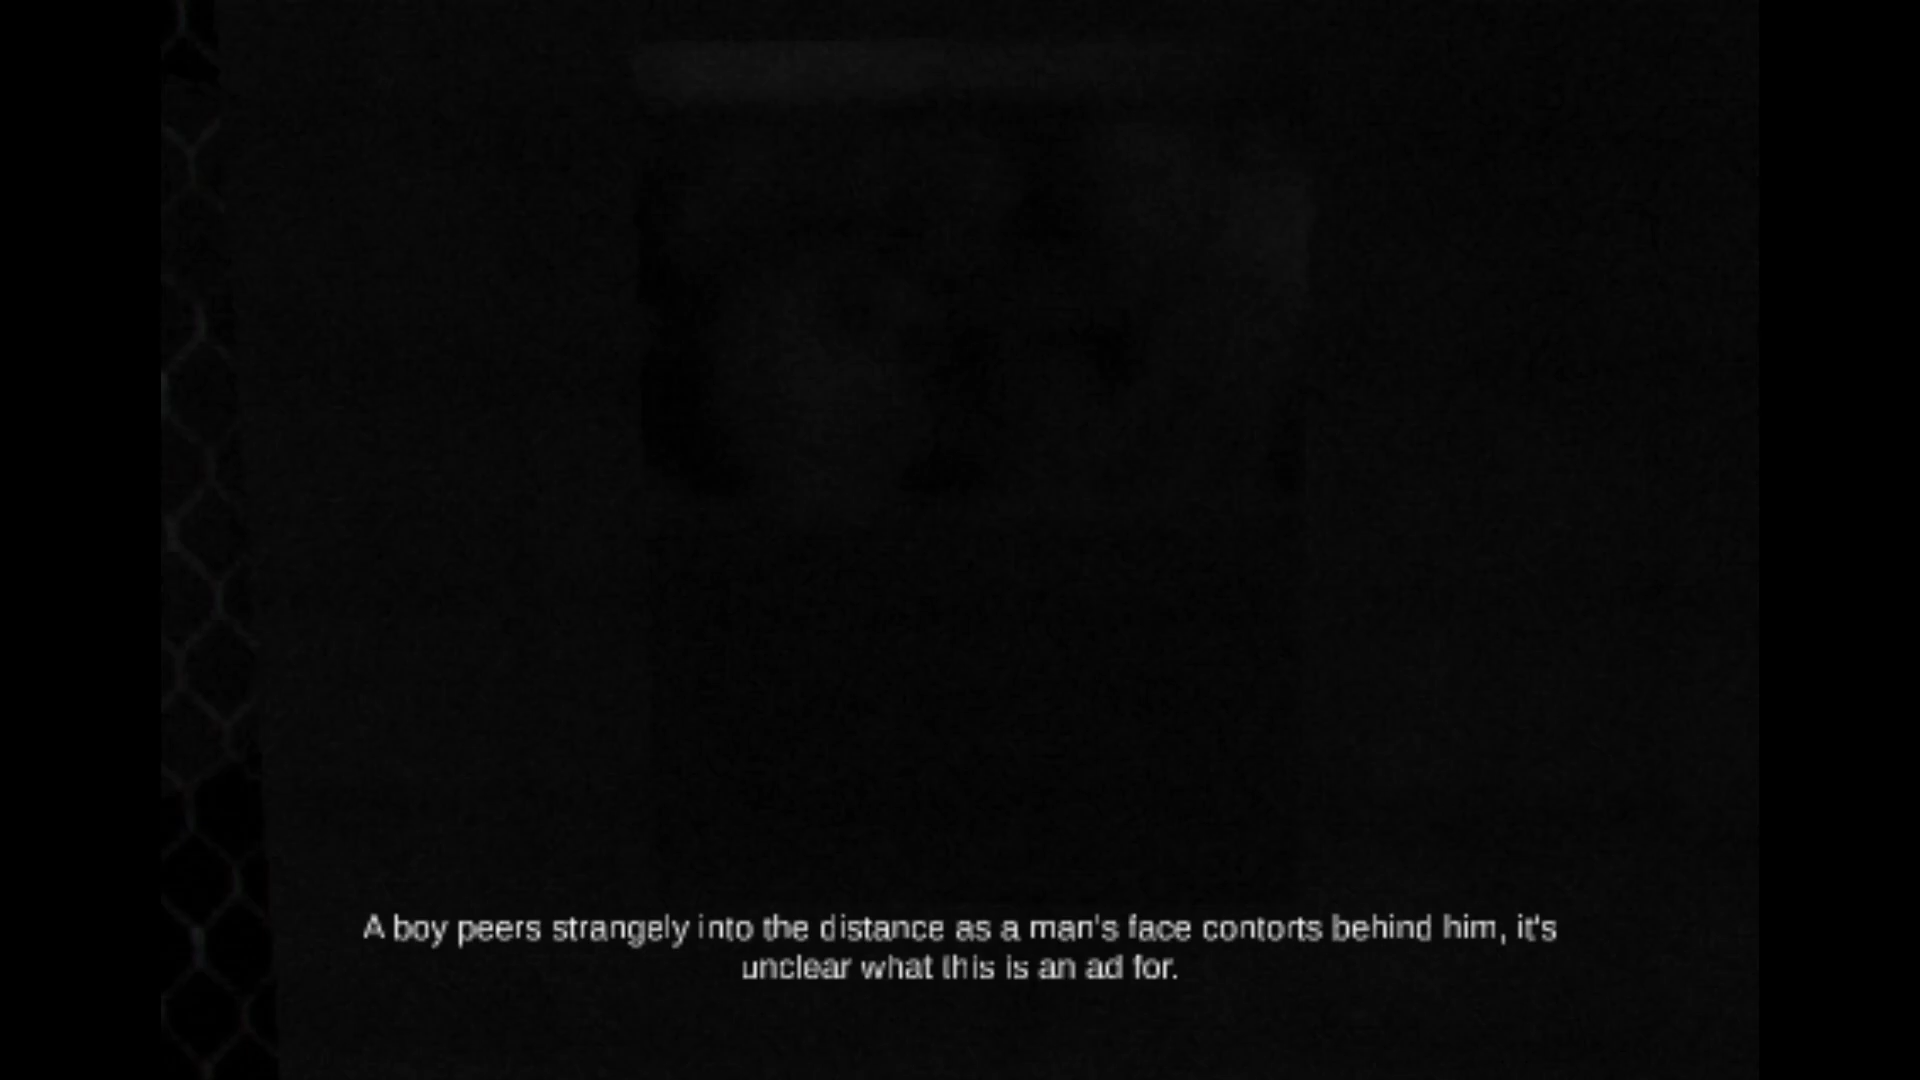 A boy peers strangely into the distance as a man's face contorts behind him, it's
unclear what this is an ad for.